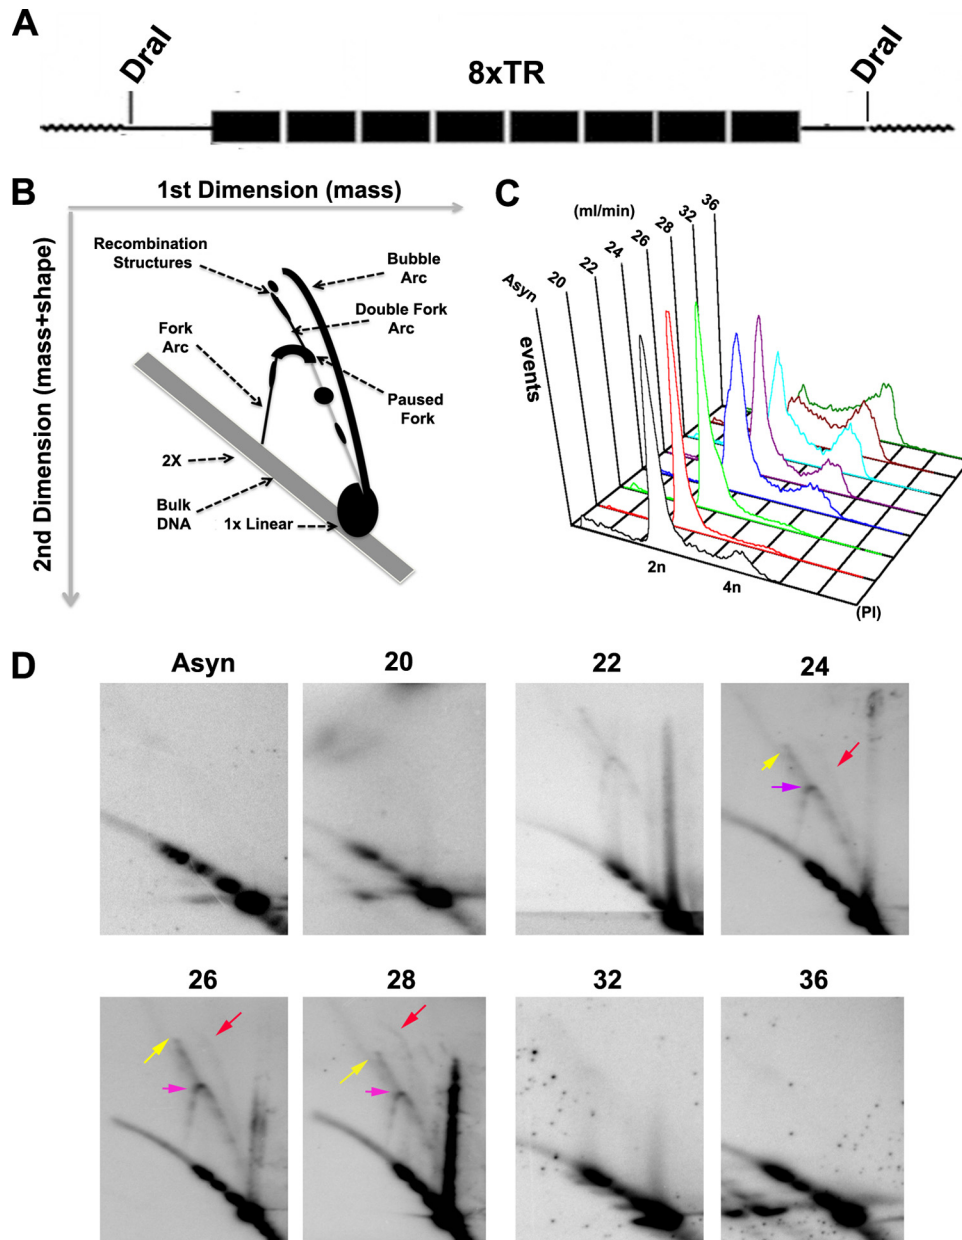 A
DraI
DraI
8xTR
B
1st Dimension (mass)
2nd Dimension (mass+shape)
Recombination
Structures
Bubble
Arc
Double Fork
Arc
Fork
Arc
Paused
Fork
2X
Bulk
DNA
1x Linear
C
(ml/min)
Asyn
20
22
24
26
28
32
36
events
2n
4n
(PI)
D
Asyn
20
22
24
26
28
32
36